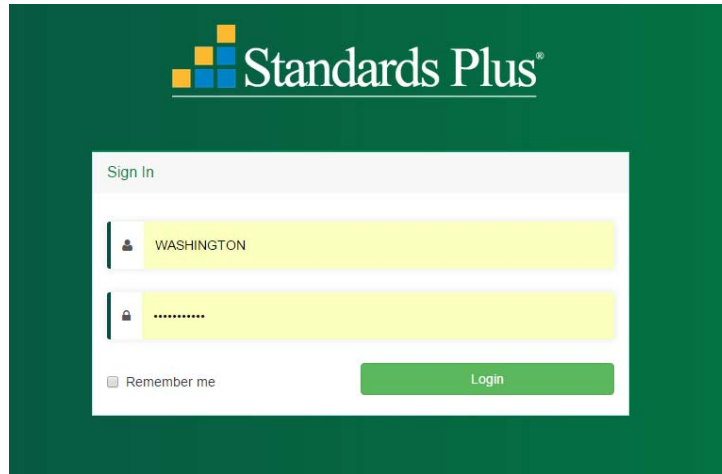 Standards Plus®
Sign In
WASHINGTON
•••••••••••
Remember me
Login